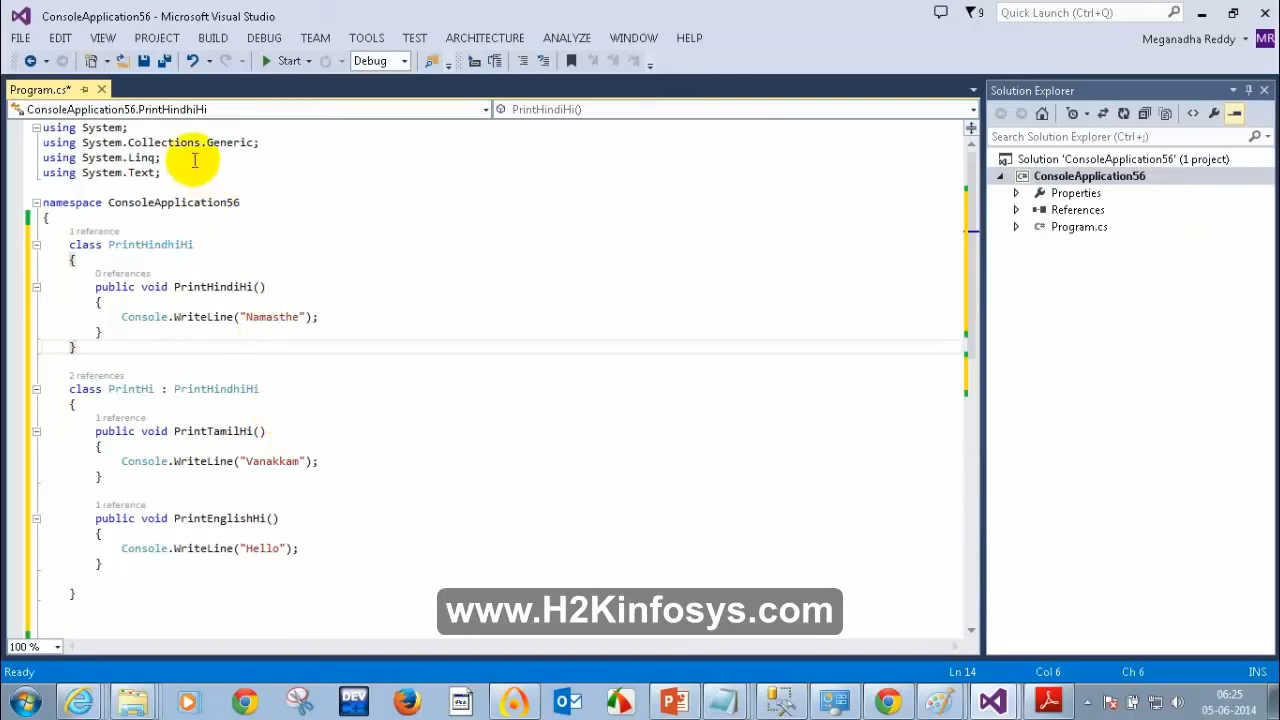 ConsoleApplication56 - Microsoft Visual Studio
9
Quick Launch (Ctrl+Q)
FILE EDIT VIEW PROJECT BUILD DEBUG TEAM TOOLS TEST ARCHITECTURE ANALYZE WINDOW HELP
Meganadha Reddy MR
Start Debug
Program.cs*
ConsoleApplication56.PrintHindhiHi PrintHindiHi()
using System;
using System.Collections.Generic;
using System.Linq;
using System.Text;
namespace ConsoleApplication56
{
1 reference
class PrintHindhiHi
{
0 references
public void PrintHindiHi()
{
Console.WriteLine("Namasthe");
}
}
2 references
class PrintHi : PrintHindhiHi
{
1 reference
public void PrintTamilHi()
{
Console.WriteLine("Vanakkam");
}
1 reference
public void PrintEnglishHi()
{
Console.WriteLine("Hello");
}
}
100 %
Solution Explorer
Search Solution Explorer (Ctrl+;)
Solution 'ConsoleApplication56' (1 project)
ConsoleApplication56
Properties
References
Program.cs
www.H2Kinfosys.com
Ready Ln 14 Col 6 Ch 6 INS
DEV
06:25
05-06-2014